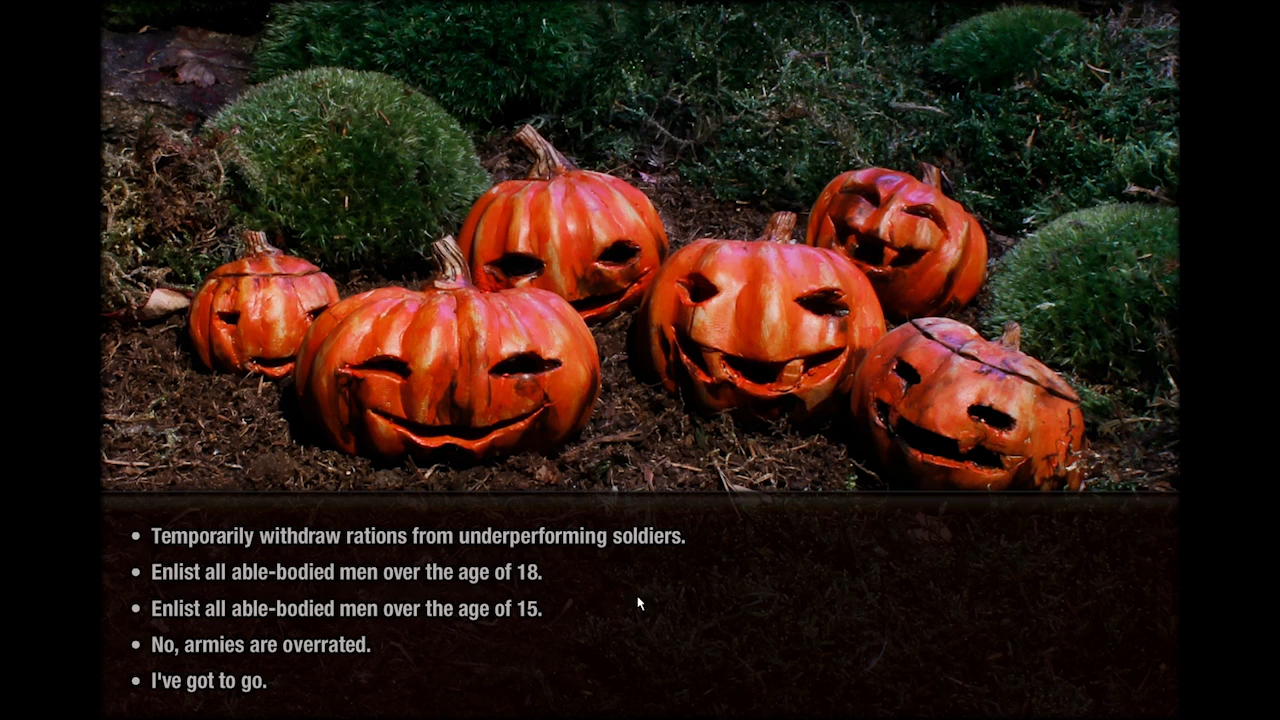 Temporarily withdraw rations from underperforming soldiers.
Enlist all able-bodied men over the age of 18.
Enlist all able-bodied men over the age of 15.
No, armies are overrated.
I've got to go.